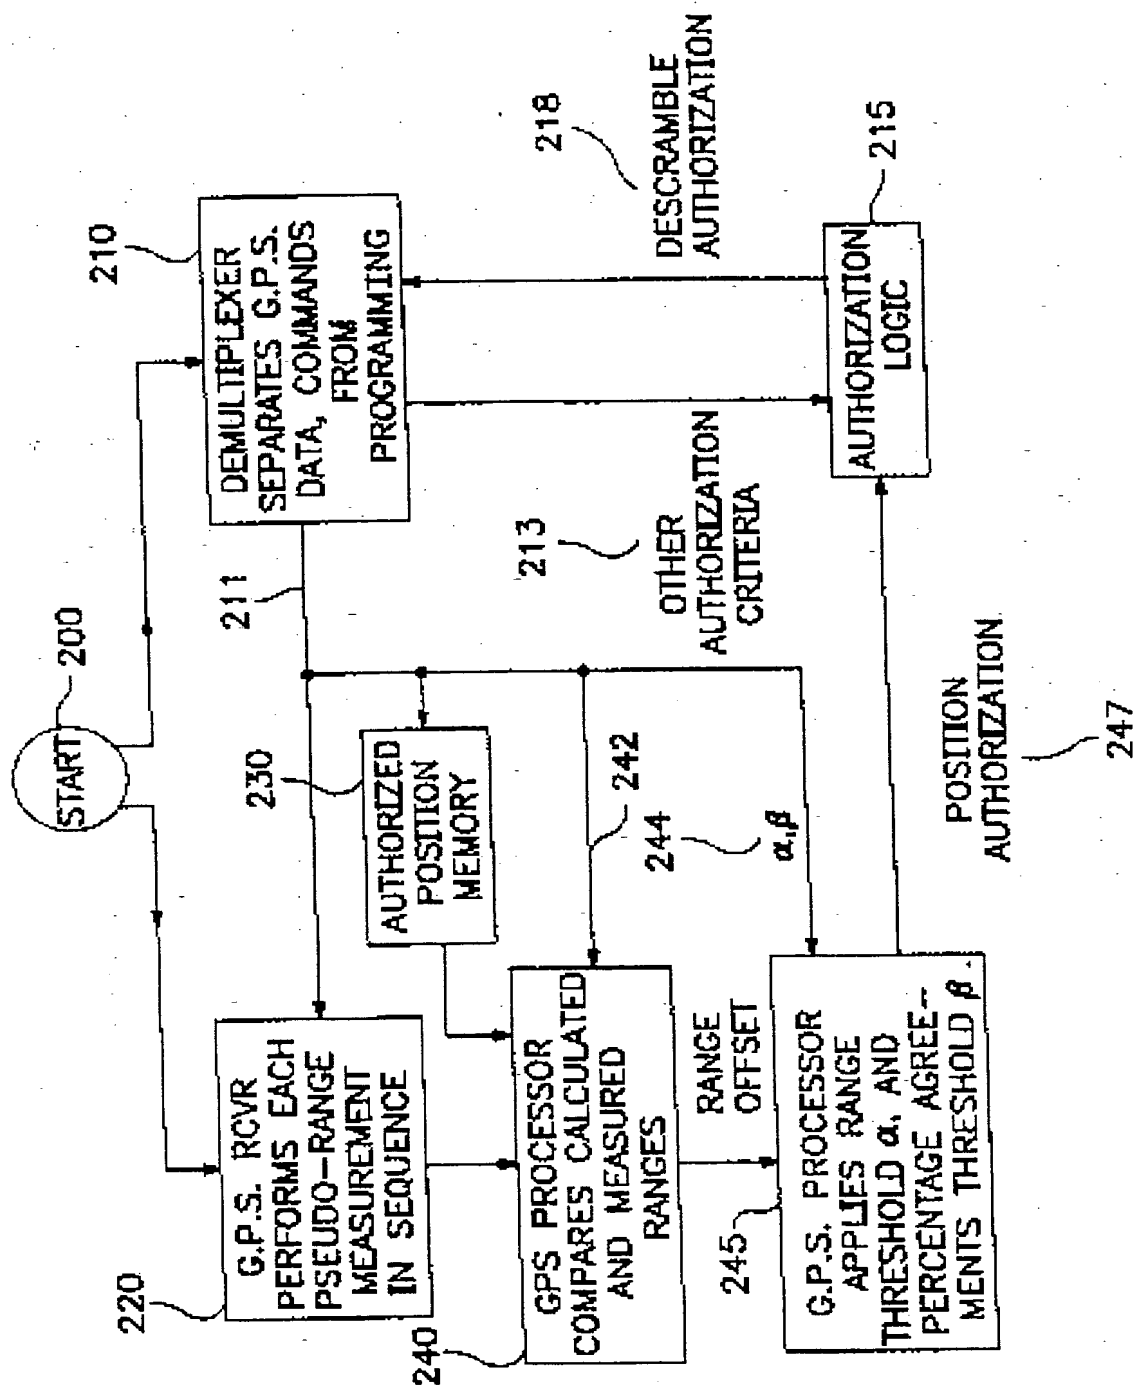 START
200
DEMULTIPLEXER
SEPARATES G.P.S.
DATA, COMMANDS
FROM
PROGRAMMING
210
211
G.P.S. RCVR
PERFORMS EACH
PSEUDO-RANGE
MEASUREMENT
IN SEQUENCE
220
AUTHORIZED
POSITION
MEMORY
230
GPS PROCESSOR
COMPARES CALCULATED
AND MEASURED
RANGES
240
242
244
α,β
OTHER
AUTHORIZATION
CRITERIA
213
DESCRAMBLE
AUTHORIZATION
218
RANGE
OFFSET
G.P.S. PROCESSOR
APPLIES RANGE
THRESHOLD α, AND
PERCENTAGE AGREE-
MENTS THRESHOLD β.
245
AUTHORIZATION
LOGIC
215
POSITION
AUTHORIZATION
247